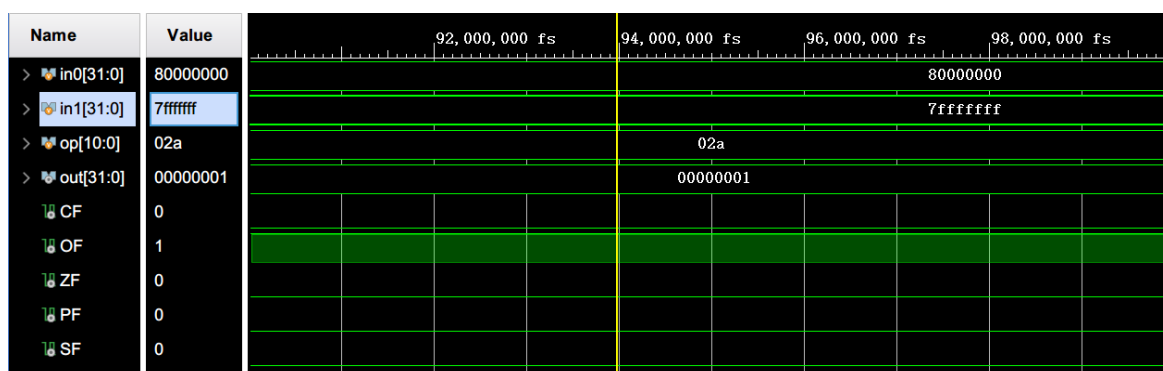 Name Value 92,000,000 fs 94,000,000 fs 96,000,000 fs 98,000,000 fs
> in0[31:0] 80000000 80000000
> in1[31:0] 7fffffff 7fffffff
> op[10:0] 02a 02a
> out[31:0] 00000001 00000001
CF 0
OF 1
ZF 0
PF 0
SF 0